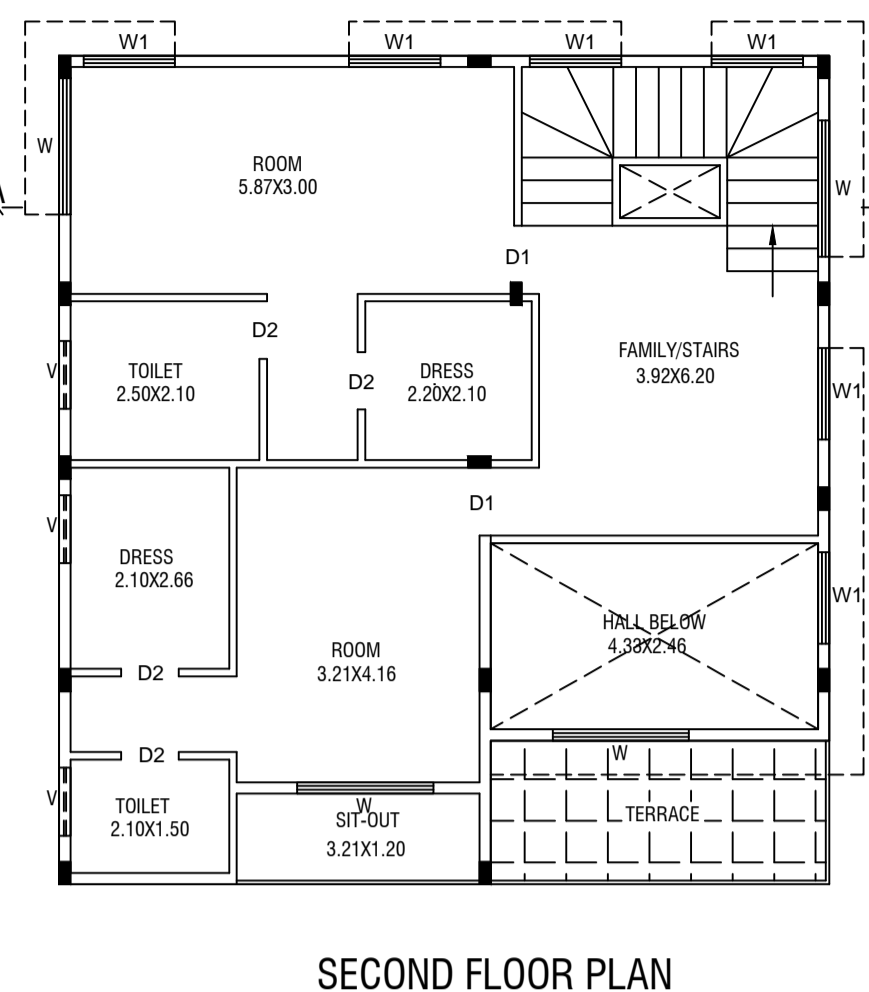 W1
W1
W1
W1
W
ROOM
5.87X3.00
W
D1
D2
V
TOILET
2.50X2.10
D2
DRESS
2.20X2.10
FAMILY/STAIRS
3.92X6.20
W1
D1
V
DRESS
2.10X2.66
HALL BELOW
4.33X2.46
W1
ROOM
3.21X4.16
D2
D2
W
V
TOILET
2.10X1.50
W
SIT-OUT
3.21X1.20
TERRACE
SECOND FLOOR PLAN